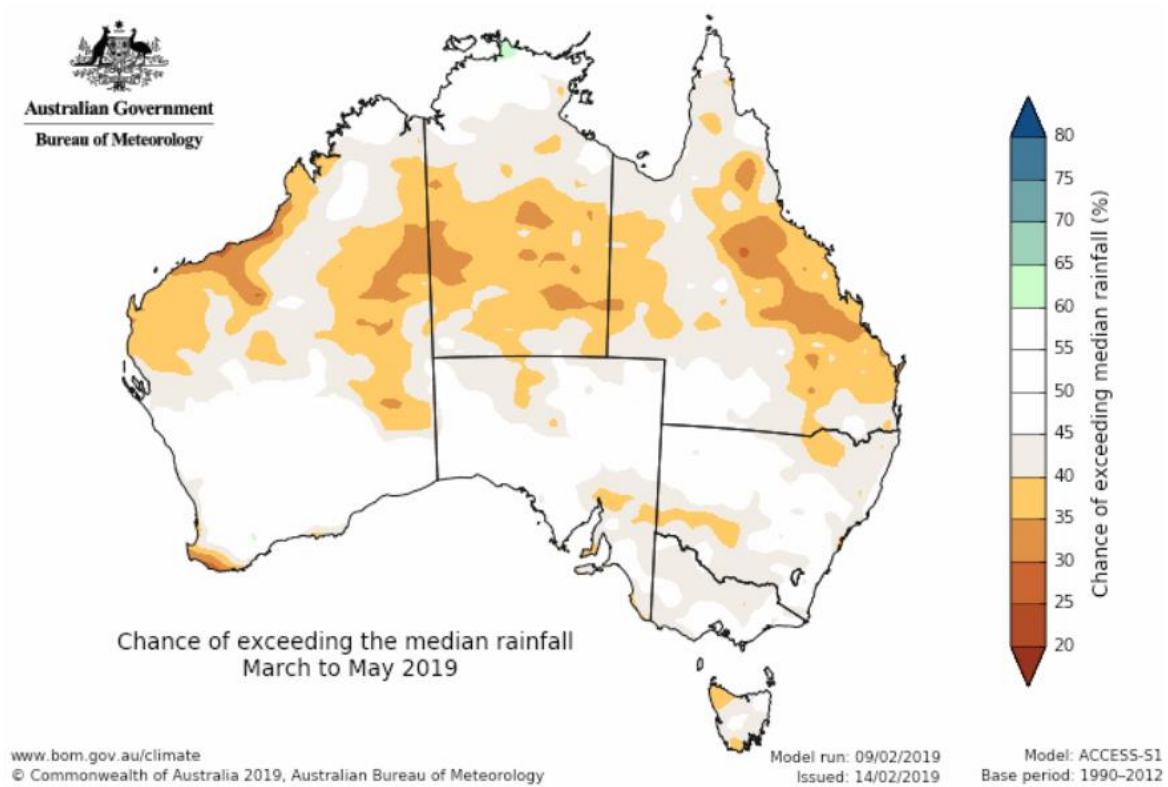 Australian Government
Bureau of Meteorology
80
75
70
65
60
55
50
45
40
35
30
25
20
Chance of exceeding median rainfall (%)
Chance of exceeding the median rainfall
March to May 2019
www.bom.gov.au/climate
© Commonwealth of Australia 2019, Australian Bureau of Meteorology
Model run: 09/02/2019
Issued: 14/02/2019
Model: ACCESS-S1
Base period: 1990–2012